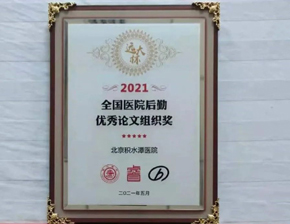 2021
全国医院后勤
优秀论文组织奖
北京积水潭医院
二〇二一年五月